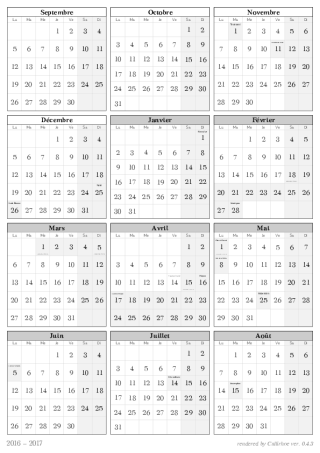 Septembre
Lu Ma Me Je Ve Sa Di
1 2 3 4
5 6 7 8 9 10 11
12 13 14 15 16 17 18
19 20 21 22 23 24 25
26 27 28 29 30
Octobre
Lu Ma Me Je Ve Sa Di
1 2
3 4 5 6 7 8 9
10 11 12 13 14 15 16
17 18 19 20 21 22 23
24 25 26 27 28 29 30
31
Novembre
Lu Ma Me Je Ve Sa Di
1 2 3 4 5 6
7 8 9 10 11 12 13
14 15 16 17 18 19 20
21 22 23 24 25 26 27
28 29 30
Décembre
Lu Ma Me Je Ve Sa Di
1 2 3 4
5 6 7 8 9 10 11
12 13 14 15 16 17 18
19 20 21 22 23 24 25
26 27 28 29 30 31
Janvier
Lu Ma Me Je Ve Sa Di
1
2 3 4 5 6 7 8
9 10 11 12 13 14 15
16 17 18 19 20 21 22
23 24 25 26 27 28 29
30 31
Février
Lu Ma Me Je Ve Sa Di
1 2 3 4 5
6 7 8 9 10 11 12
13 14 15 16 17 18 19
20 21 22 23 24 25 26
27 28
Mars
Lu Ma Me Je Ve Sa Di
1 2 3 4 5
6 7 8 9 10 11 12
13 14 15 16 17 18 19
20 21 22 23 24 25 26
27 28 29 30 31
Avril
Lu Ma Me Je Ve Sa Di
1 2
3 4 5 6 7 8 9
10 11 12 13 14 15 16
17 18 19 20 21 22 23
24 25 26 27 28 29 30
Mai
Lu Ma Me Je Ve Sa Di
1 2 3 4 5 6 7
8 9 10 11 12 13 14
15 16 17 18 19 20 21
22 23 24 25 26 27 28
29 30 31
Juin
Lu Ma Me Je Ve Sa Di
1 2 3 4
5 6 7 8 9 10 11
12 13 14 15 16 17 18
19 20 21 22 23 24 25
26 27 28 29 30
Juillet
Lu Ma Me Je Ve Sa Di
1 2
3 4 5 6 7 8 9
10 11 12 13 14 15 16
17 18 19 20 21 22 23
24 25 26 27 28 29 30
31
Août
Lu Ma Me Je Ve Sa Di
1 2 3 4 5 6
7 8 9 10 11 12 13
14 15 16 17 18 19 20
21 22 23 24 25 26 27
28 29 30 31
2016 – 2017
rendered by Callirhoe ver. 0.4.3